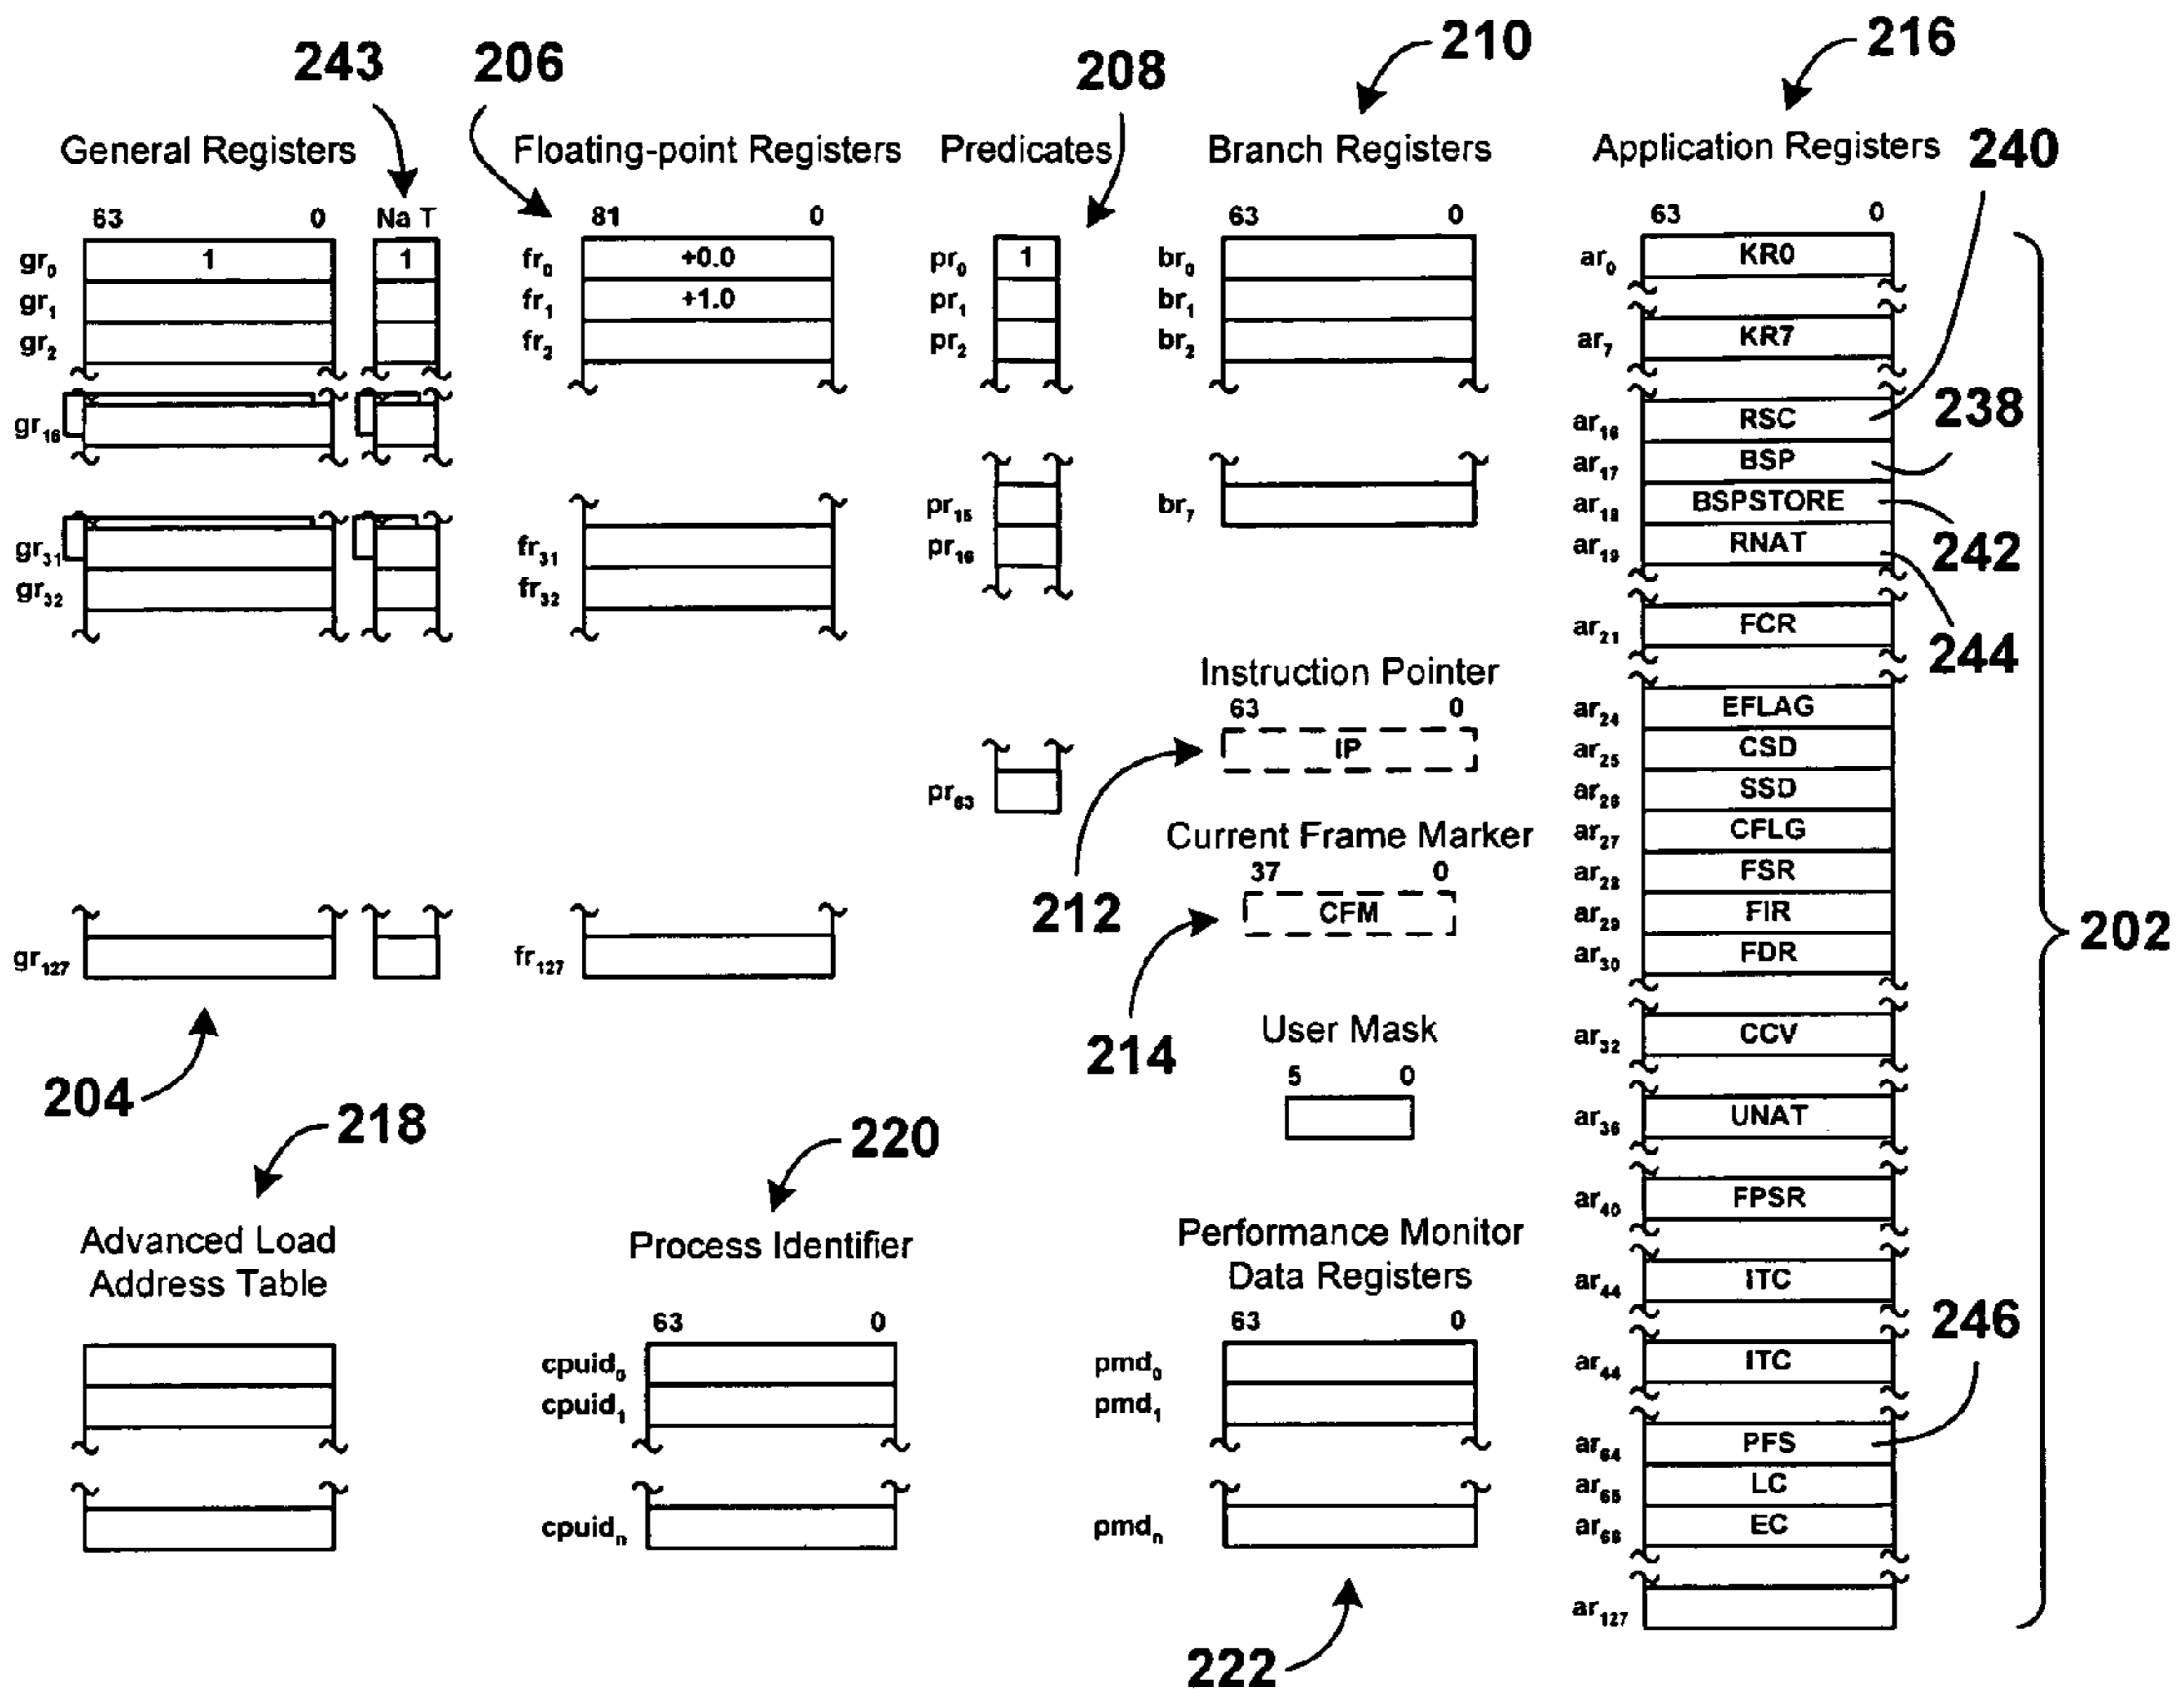 243
206
208
210
216
General Registers
Floating-point Registers
Predicates
Branch Registers
Application Registers
240
63 0
Na T
gr0 1 1
gr1
gr2
gr16
gr31
gr32
gr127
204
81 0
fr0 +0.0
fr1 +1.0
fr2
fr31
fr32
fr127
pr0 1
pr1
pr2
pr15
pr16
pr63
63 0
br0
br1
br2
br7
Instruction Pointer
63 0
IP
212
Current Frame Marker
37 0
CFM
214
User Mask
5 0
63 0
ar0 KR0
ar7 KR7
ar16 RSC
238
ar17 BSP
ar18 BSPSTORE
242
ar19 RNAT
244
ar21 FCR
ar24 EFLAG
ar25 CSD
ar26 SSD
ar27 CFLG
ar28 FSR
ar29 FIR
ar30 FDR
202
ar32 CCV
ar36 UNAT
ar40 FPSR
ar44 ITC
246
ar44 ITC
ar64 PFS
ar65 LC
ar66 EC
ar127
218
Advanced Load
Address Table
220
Process Identifier
63 0
cpuid0
cpuid1
cpuidn
Performance Monitor
Data Registers
63 0
pmd0
pmd1
pmdn
222